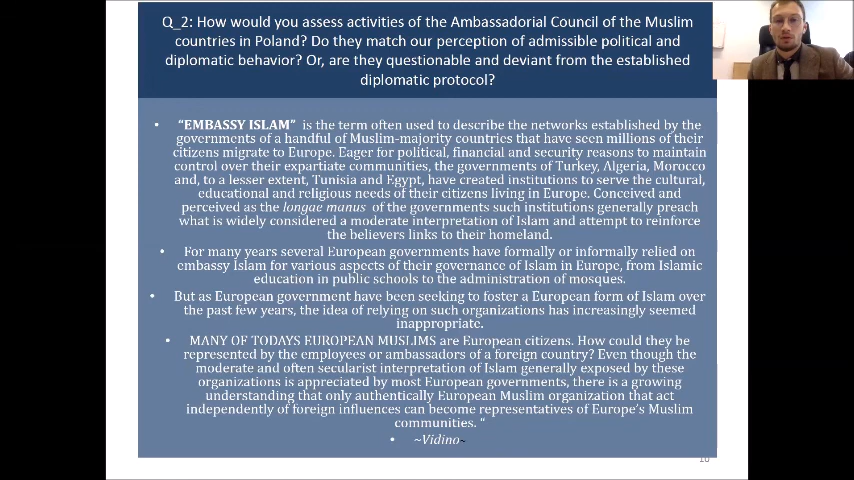 Q_2: How would you assess activities of the Ambassadorial Council of the Muslim
countries in Poland? Do they match our perception of admissible political and
diplomatic behavior? Or, are they questionable and deviant from the established
diplomatic protocol?
• “EMBASSY ISLAM” is the term often used to describe the networks established by the
governments of a handful of Muslim-majority countries that have seen millions of their
citizens migrate to Europe. Eager for political, financial and security reasons to maintain
control over their expartiate communities, the governments of Turkey, Algeria, Morocco
and, to a lesser extent, Tunisia and Egypt, have created institutions to serve the cultural,
educational and religious needs of their citizens living in Europe. Conceived and
perceived as the longae manus of the governments such institutions generally preach
what is widely considered a moderate interpretation of Islam and attempt to reinforce
the believers links to their homeland.
• For many years several European governments have formally or informally relied on
embassy Islam for various aspects of their governance of Islam in Europe, from Islamic
education in public schools to the administration of mosques.
• But as European government have been seeking to foster a European form of Islam over
the past few years, the idea of relying on such organizations has increasingly seemed
inappropriate.
• MANY OF TODAYS EUROPEAN MUSLIMS are European citizens. How could they be
represented by the employees or ambassadors of a foreign country? Even though the
moderate and often secularist interpretation of Islam generally exposed by these
organizations is appreciated by most European governments, there is a growing
understanding that only authentically European Muslim organization that act
independently of foreign influences can become representatives of Europe’s Muslim
communities. “
• ~Vidino~
10